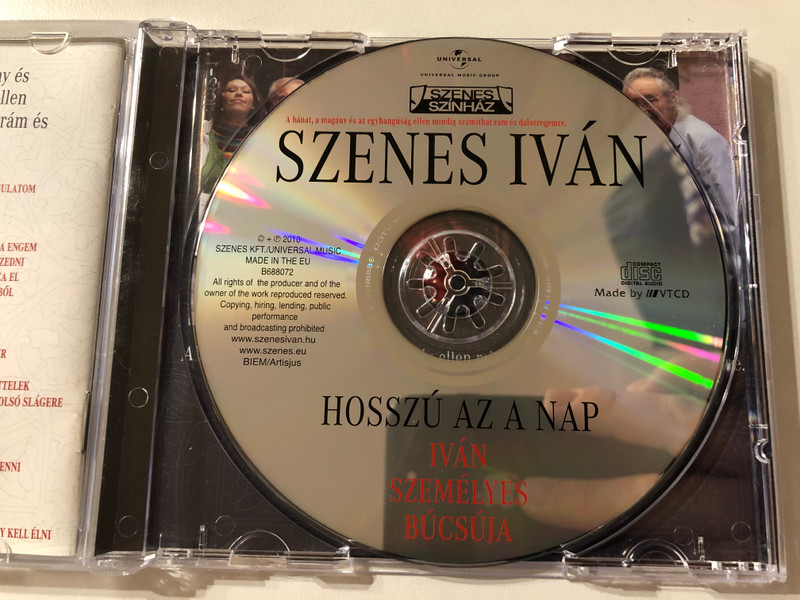 ny és
ellen
rám és
BULATOM
A ENGEM
ZEDNI
A EL
BŐL
ER
TTELEK
OLSÓ SLÁGERE
ENNI
Y KELL ÉLNI
UNIVERSAL
UNIVERSAL MUSIC GROUP
SZENES
SZÍNHÁZ
A bánat, a magány és az egyhangúság ellen mindig számíthat rám és dalseregemre.
SZENES IVÁN
© + ℗ 2010
SZENES KFT./UNIVERSAL MUSIC
MADE IN THE EU
B688072
All rights of the producer and of the
owner of the work reproduced reserved.
Copying, hiring, lending, public
performance
and broadcasting prohibited
www.szenesivan.hu
www.szenes.eu
BIEM/Artisjus
COMPACT
disc
DIGITAL AUDIO
Made by VTCD
HOSSZÚ AZ A NAP
IVÁN
SZEMÉLYES
BÚCSÚJA